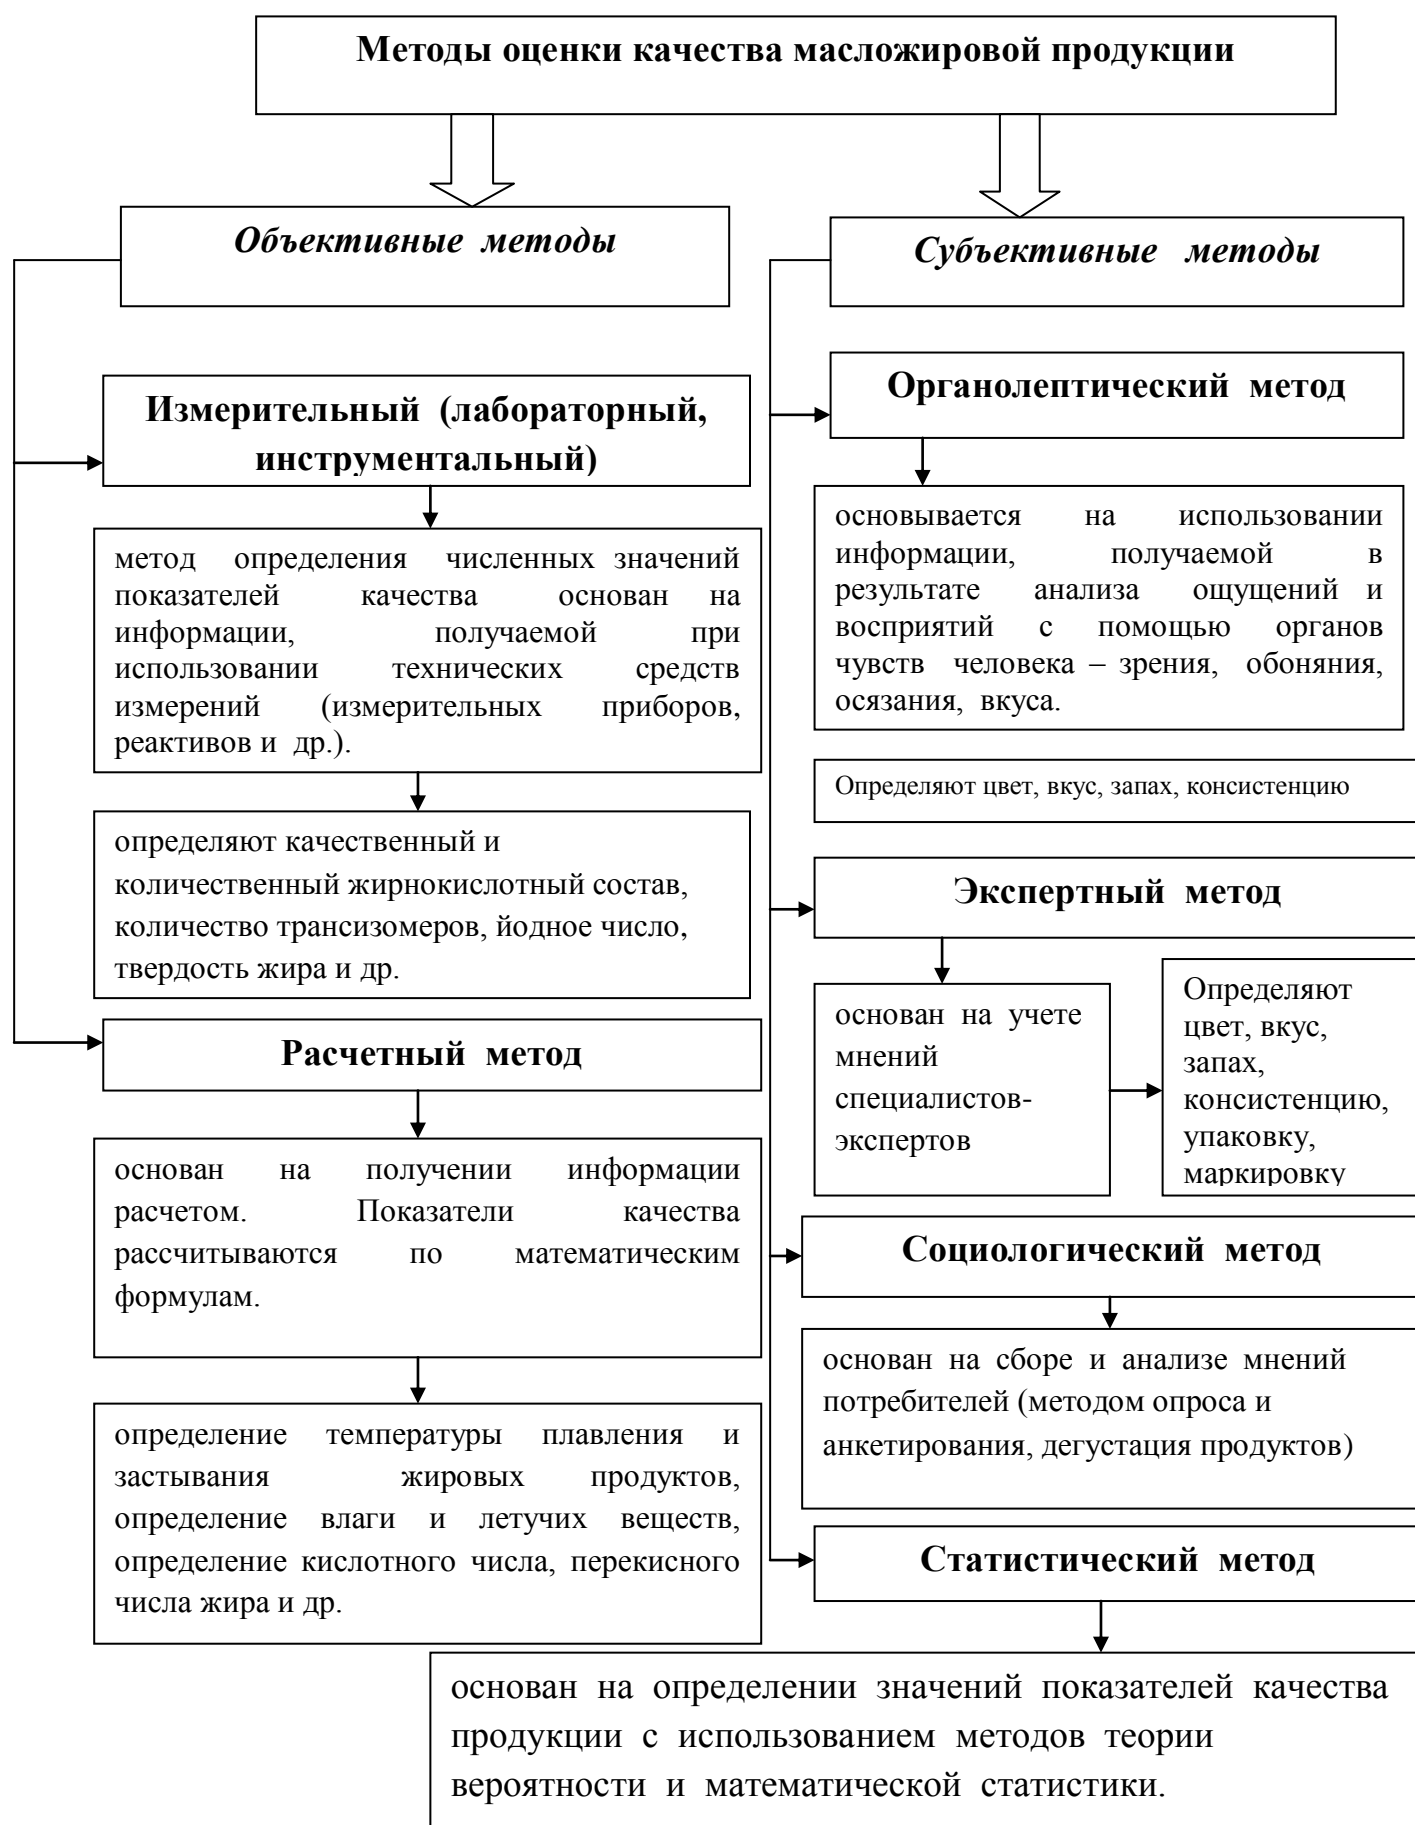 Методы оценки качества масложировой продукции
Объективные методы
Субъективные методы
Измерительный (лабораторный,
инструментальный)
метод определения численных значений
показателей качества основан на
информации, получаемой при
использовании технических средств
измерений (измерительных приборов,
реактивов и др.).
определяют качественный и
количественный жирнокислотный состав,
количество трансизомеров, йодное число,
твердость жира и др.
Расчетный метод
основан на получении информации
расчетом. Показатели качества
рассчитываются по математическим
формулам.
определение температуры плавления и
застывания жировых продуктов,
определение влаги и летучих веществ,
определение кислотного числа, перекисного
числа жира и др.
Органолептический метод
основывается на использовании
информации, получаемой в
результате анализа ощущений и
восприятий с помощью органов
чувств человека – зрения, обоняния,
осязания, вкуса.
Определяют цвет, вкус, запах, консистенцию
Экспертный метод
основан на учете
мнений
специалистов-
экспертов
Определяют
цвет, вкус,
запах,
консистенцию,
упаковку,
маркировку
Социологический метод
основан на сборе и анализе мнений
потребителей (методом опроса и
анкетирования, дегустация продуктов)
Статистический метод
основан на определении значений показателей качества
продукции с использованием методов теории
вероятности и математической статистики.